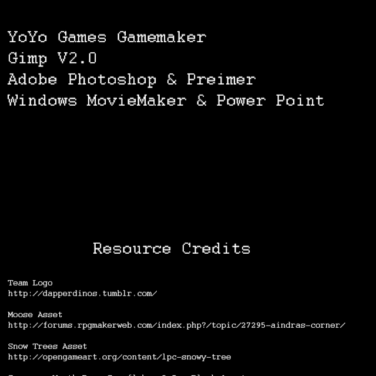 YoYo Games Gamemaker
Gimp V2.0
Adobe Photoshop & Preimer
Windows MovieMaker & Power Point
Resource Credits
Team Logo
http://dapperdinos.tumblr.com/
Moose Asset
http://forums.rpgmakerweb.com/index.php?/topic/27295-aindras-corner/
Snow Trees Asset
http://opengameart.org/content/lpc-snowy-tree